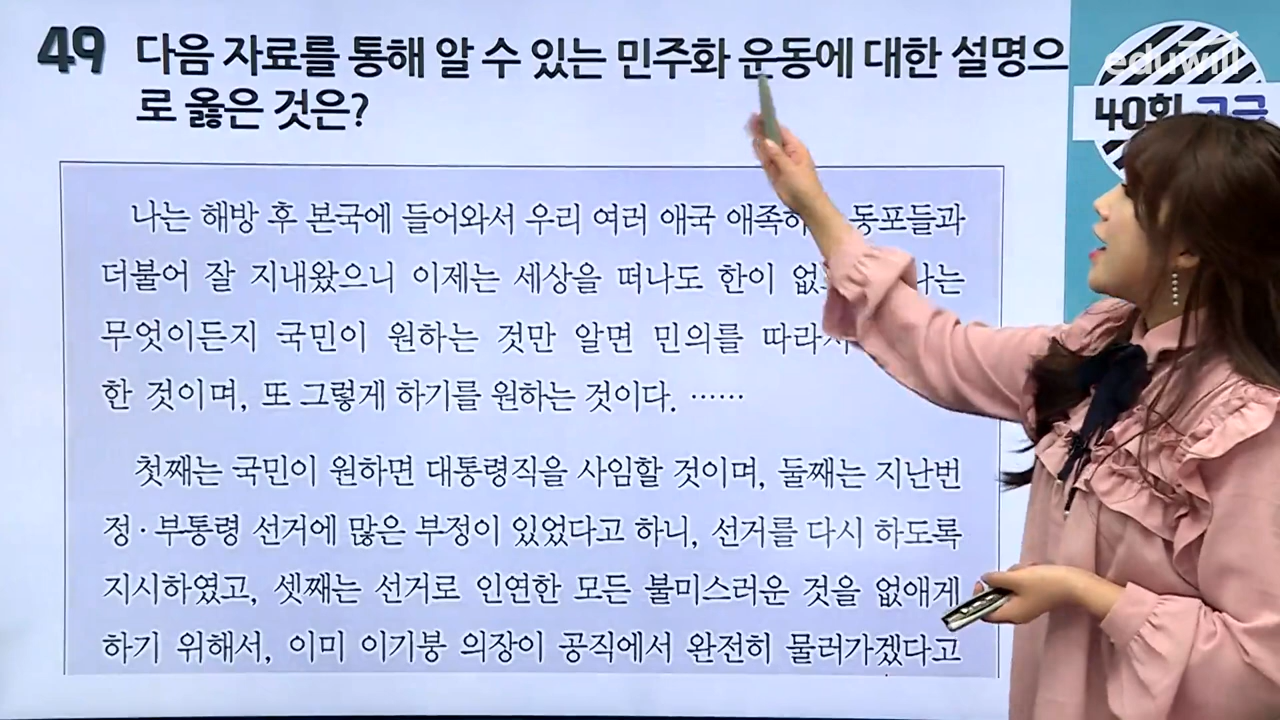 49 다음 자료를 통해 알 수 있는 민주화 운동에 대한 설명으
로 옳은 것은?
eduwill
40회 고급
나는 해방 후 본국에 들어와서 우리 여러 애국 동포들과
더불어 잘 지내왔으니 이제는 세상을 떠나도 한이
무엇이든지 국민이 원하는 것만 알면 민의를
한 것이며, 또 그렇게 하기를 원하는 것이다. ……
첫째는 국민이 원하면 대통령직을 사임할 것이며, 둘째는 지난번
정·부통령 선거에 많은 부정이 있었다고 하니, 선거를 다시 하도록
지시하였고, 셋째는 선거로 인연한 모든 불미스러운 것을 없애게
하기 위해서, 이미 이기붕 의장이 공직에서 완전히 물러가겠다고